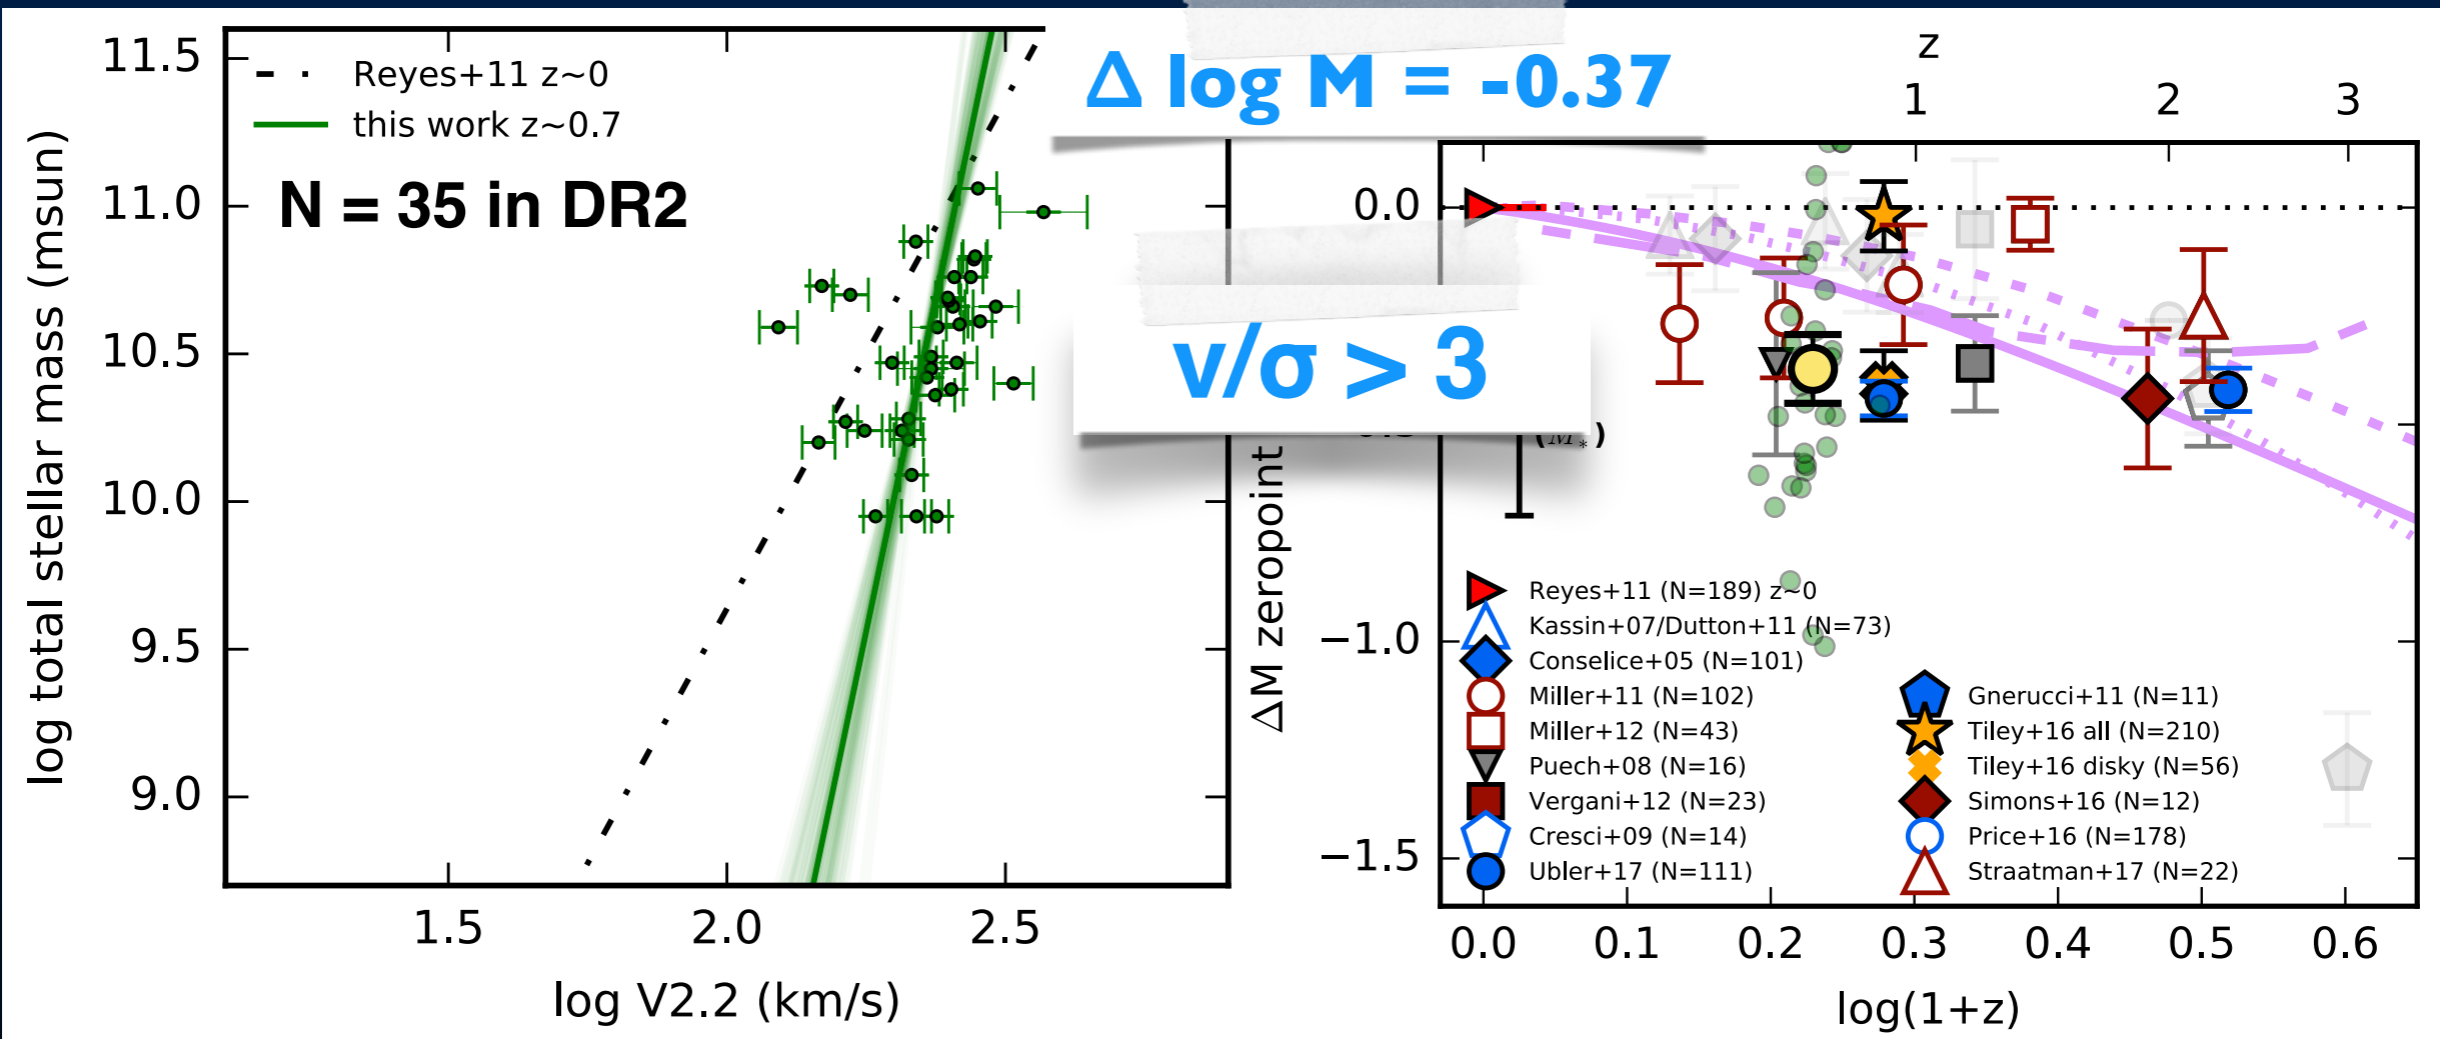 Δ log M = -0.37
v/σ > 3
11.5
11.0
10.5
10.0
9.5
9.0
log total stellar mass (msun)
Reyes+11 z~0
this work z~0.7
N = 35 in DR2
1.5
2.0
2.5
log V2.2 (km/s)
z
1
2
3
0.0
−1.0
−1.5
ΔM zeropoint
Reyes+11 (N=189) z~0
Kassin+07/Dutton+11 (N=73)
Conselice+05 (N=101)
Miller+11 (N=102)
Miller+12 (N=43)
Puech+08 (N=16)
Vergani+12 (N=23)
Cresci+09 (N=14)
Ubler+17 (N=111)
Gnerucci+11 (N=11)
Tiley+16 all (N=210)
Tiley+16 disky (N=56)
Simons+16 (N=12)
Price+16 (N=178)
Straatman+17 (N=22)
0.0
0.1
0.2
0.3
0.4
0.5
0.6
log(1+z)